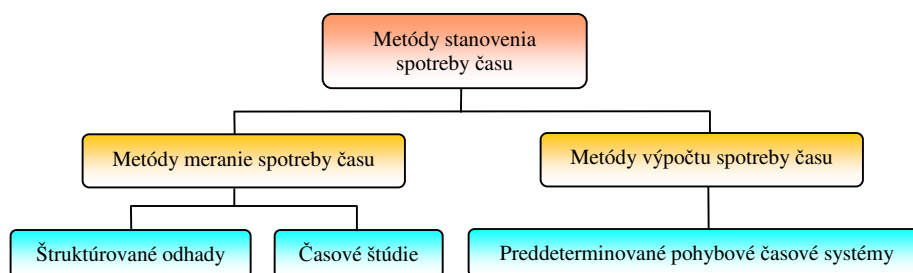 Metódy stanovenia
spotreby času
Metódy meranie spotreby času
Metódy výpočtu spotreby času
Štruktúrované odhady
Časové štúdie
Preddeterminované pohybové časové systémy